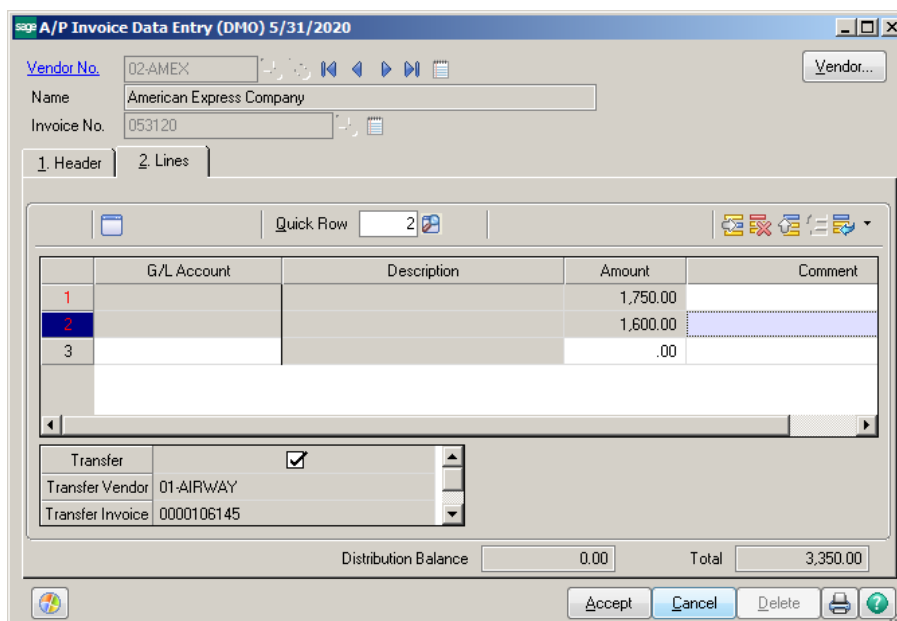 sage A/P Invoice Data Entry (DMO) 5/31/2020
Vendor No. 02-AMEX Vendor...
Name American Express Company
Invoice No. 053120
1. Header 2. Lines
Quick Row 2
G/L Account Description Amount Comment
1 1,750.00
2 1,600.00
3 .00
Transfer
Transfer Vendor 01-AIRWAY
Transfer Invoice 0000106145
Distribution Balance 0.00 Total 3,350.00
Accept Cancel Delete ?